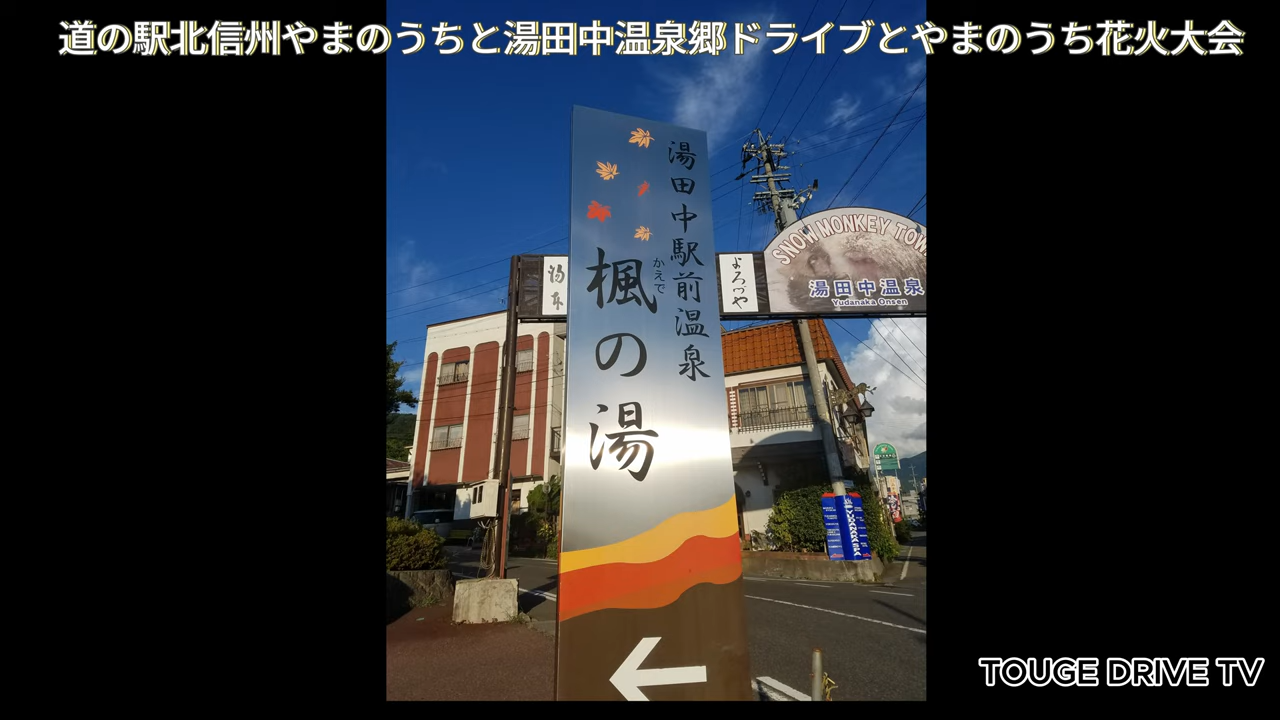 道の駅北信州やまのうちと湯田中温泉郷ドライブとやまのうち花火大会
湯田中駅前温泉
楓の湯
かえで
よろづや
SNOW MONKEY TOWN
湯田中温泉
Yudanaka Onsen
TOUGE DRIVE TV